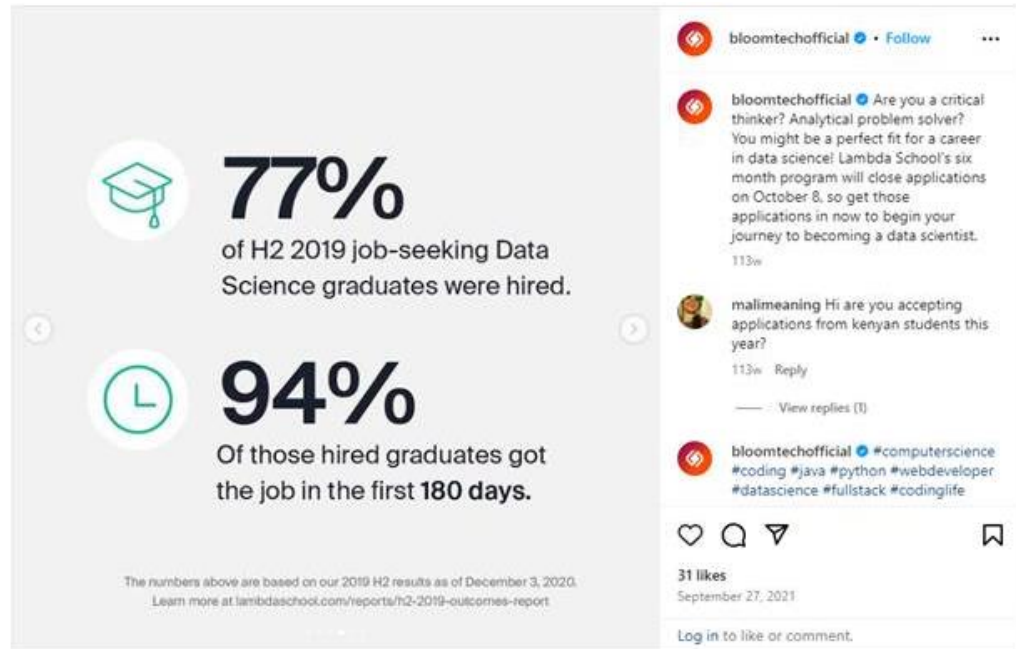 77%
of H2 2019 job-seeking Data
Science graduates were hired.
94%
Of those hired graduates got
the job in the first 180 days.
The numbers above are based on our 2019 H2 results as of December 3, 2020.
Learn more at lambdaschool.com/reports/h2-2019-outcomes-report
bloomtechofficial • Follow
bloomtechofficial Are you a critical
thinker? Analytical problem solver?
You might be a perfect fit for a career
in data science! Lambda School's six
month program will close applications
on October 8, so get those
applications in now to begin your
journey to becoming a data scientist.
113w
malimeaning Hi are you accepting
applications from kenyan students this
year?
113w Reply
View replies (1)
bloomtechofficial #computerscience
#coding #java #python #webdeveloper
#datascience #fullstack #codinglife
31 likes
September 27, 2021
Log in to like or comment.